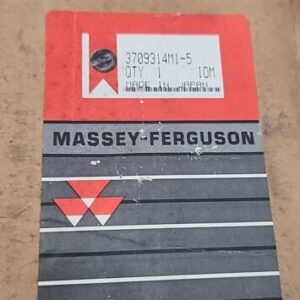 3709314M1-5
QTY. 1 10M
MADE IN JAPAN
MASSEY-FERGUSON